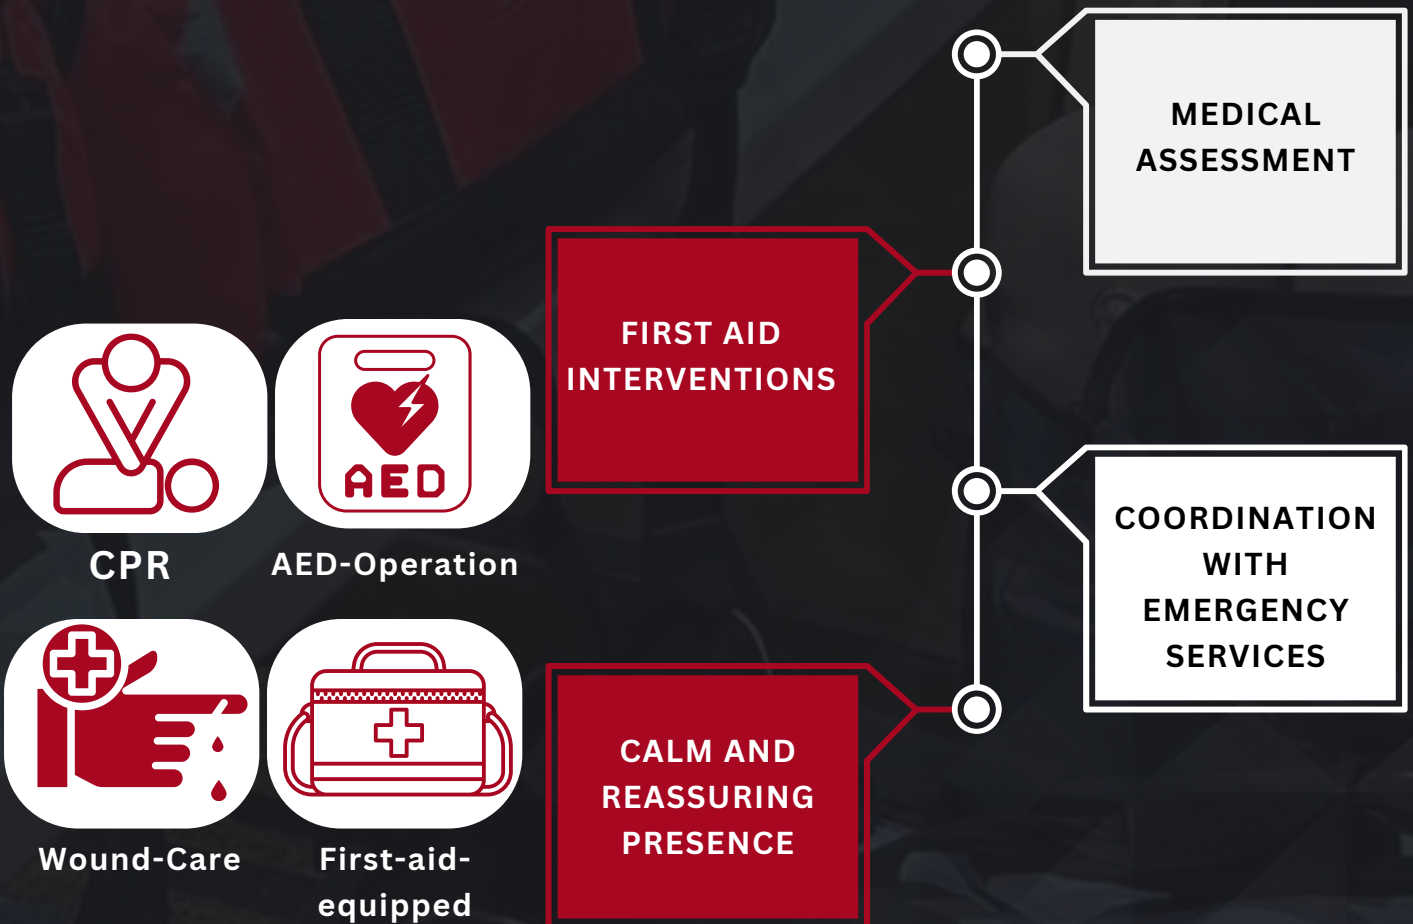 MEDICAL
ASSESSMENT
FIRST AID
INTERVENTIONS
AED
CPR
AED-Operation
COORDINATION
WITH
EMERGENCY
SERVICES
CALM AND
REASSURING
PRESENCE
Wound-Care
First-aid-
equipped